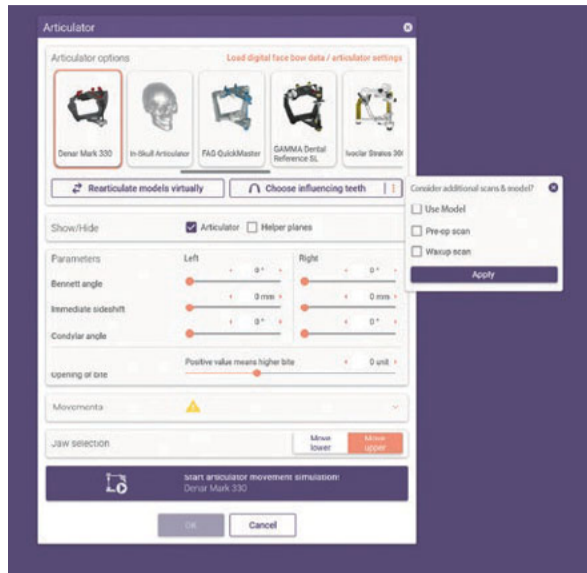 Articulator
Articulator options
Load digital face bow data / articulator settings
Denar Mark 330
In-Skull Articulator
FAG QuickMaster
GAMMA Dental
Reference SL
Ivoclar Stratos 300
Rearticulate models virtually
Choose influencing teeth
Consider additional scans & model?
Use Model
Pre-op scan
Waxup scan
Apply
Show/Hide
Articulator
Helper planes
Parameters
Left
Right
Bennett angle
0 °
0 °
Immediate sideshift
0 mm
0 mm
Condylar angle
0 °
0 °
Positive value means higher bite
Opening of bite
0 unit
Movements
Jaw selection
Move
lower
Move
upper
Start articulator movement simulation:
Denar Mark 330
OK
Cancel